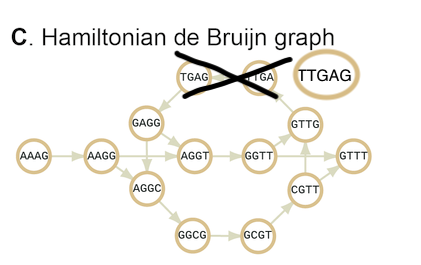 C. Hamiltonian de Bruijn graph
TGAG TTGA TTGAG
GAGG GTTG
AAAG AAGG AGGT GGTT GTTT
AGGC CGTT
GGCG GCGT